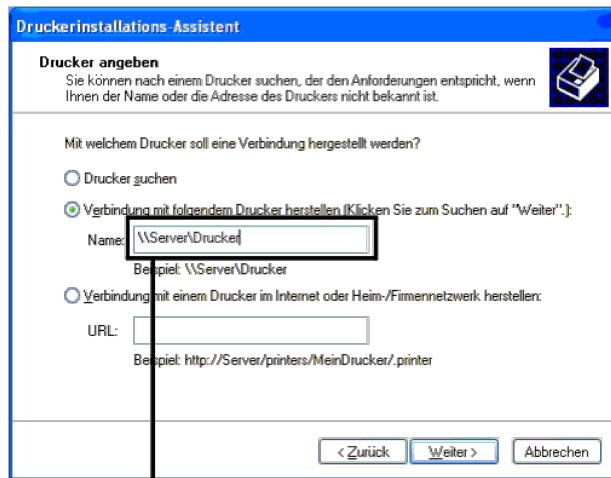 Druckerinstallations-Assistent
Drucker angeben
Sie können nach einem Drucker suchen, der den Anforderungen entspricht, wenn
Ihnen der Name oder die Adresse des Druckers nicht bekannt ist.
Mit welchem Drucker soll eine Verbindung hergestellt werden?
Drucker suchen
Verbindung mit folgendem Drucker herstellen (Klicken Sie zum Suchen auf "Weiter".):
Name: \\Server\Drucker
Beispiel: \\Server\Drucker
Verbindung mit einem Drucker im Internet oder Heim-/Firmennetzwerk herstellen:
URL:
Beispiel: http://Server/printers/MeinDrucker/.printer
< Zurück Weiter > Abbrechen